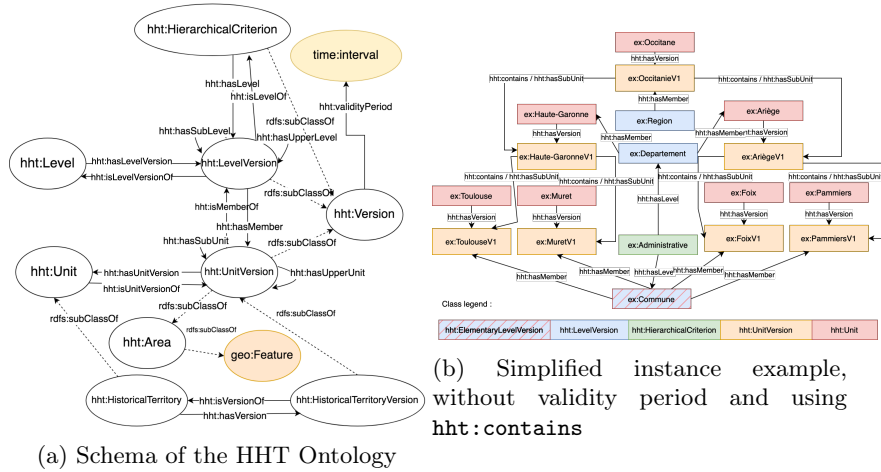 hht:HierarchicalCriterion
time:interval
hht:hasLevel
hht:isLevelOf
hht:validityPeriod
rdfs:subClassOf
hht:hasSubLevel
hht:hasUpperLevel
hht:Level
hht:hasLevelVersion
hht:isLevelVersionOf
hht:LevelVersion
rdfs:subClassOf
hht:Version
hht:isMemberOf
hht:hasMember
hht:hasSubUnit
rdfs:subClassOf
hht:Unit
hht:hasUnitVersion
hht:isUnitVersionOf
hht:UnitVersion
hht:hasUpperUnit
rdfs:subClassOf
rdfs:subClassOf
rdfs:subClassOf
rdfs:subClassOf
hht:Area
geo:Feature
hht:HistoricalTerritory
hht:isVersionOf
hht:hasVersion
hht:HistoricalTerritoryVersion
(a) Schema of the HHT Ontology
ex:Occitane
hht:hasVersion
ex:OccitanieV1
hht:contains / hht:hasSubUnit
hht:contains / hht:hasSubUnit
hht:hasMember
ex:Haute-Garonne
ex:Region
ex:Ariège
hht:hasVersion
hht:hasMember
hht:hasMember
hht:hasVersion
ex:Haute-GaronneV1
ex:Departement
ex:AriègeV1
hht:contains / hht:hasSubUnit
hht:contains / hht:hasSubUnit
ex:Toulouse
ex:Muret
hht:hasLevel
ex:Foix
ex:Pammiers
hht:hasVersion
hht:hasVersion
hht:hasVersion
hht:hasVersion
ex:ToulouseV1
ex:MuretV1
ex:Administrative
ex:FoixV1
ex:PammiersV1
hht:hasMember
hht:hasMember
hht:hasLevel
hht:hasMember
hht:hasMember
ex:Commune
Class legend :
hht:ElementaryLevelVersion
hht:LevelVersion
hht:HierarchicalCriterion
hht:UnitVersion
hht:Unit
(b) Simplified instance example,
without validity period and using
hht:contains